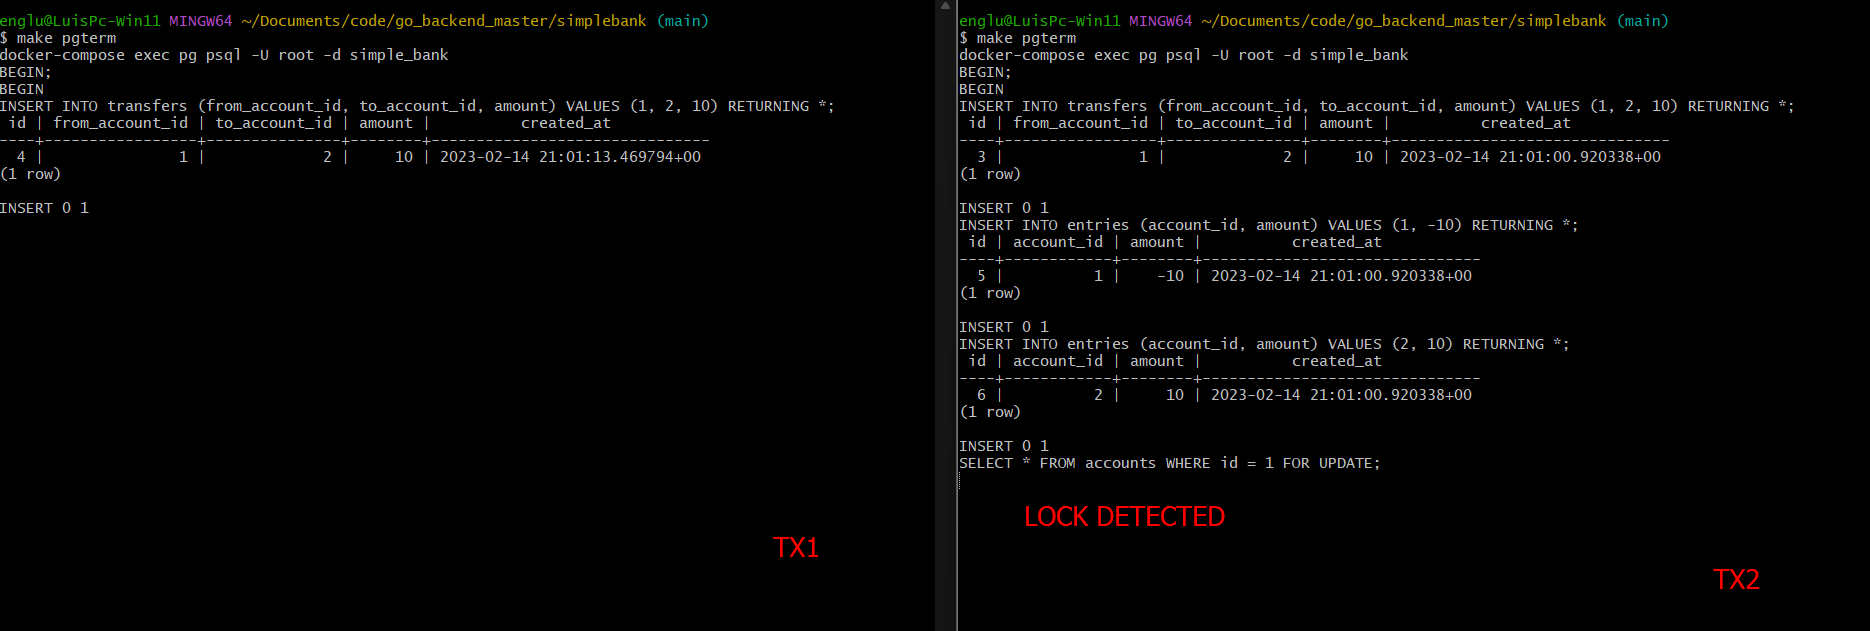 englu@LuisPc-Win11 MINGW64 ~/Documents/code/go_backend_master/simplebank (main)
$ make pgterm
docker-compose exec pg psql -U root -d simple_bank
BEGIN;
BEGIN
INSERT INTO transfers (from_account_id, to_account_id, amount) VALUES (1, 2, 10) RETURNING *;
 id | from_account_id | to_account_id | amount |          created_at
----+-----------------+---------------+--------+-------------------------------
  4 |               1 |             2 |     10 | 2023-02-14 21:01:13.469794+00
(1 row)

INSERT 0 1
TX1
englu@LuisPc-Win11 MINGW64 ~/Documents/code/go_backend_master/simplebank (main)
$ make pgterm
docker-compose exec pg psql -U root -d simple_bank
BEGIN;
BEGIN
INSERT INTO transfers (from_account_id, to_account_id, amount) VALUES (1, 2, 10) RETURNING *;
 id | from_account_id | to_account_id | amount |          created_at
----+-----------------+---------------+--------+-------------------------------
  3 |               1 |             2 |     10 | 2023-02-14 21:01:00.920338+00
(1 row)

INSERT 0 1
INSERT INTO entries (account_id, amount) VALUES (1, -10) RETURNING *;
 id | account_id | amount |          created_at
----+------------+--------+-------------------------------
  5 |          1 |    -10 | 2023-02-14 21:01:00.920338+00
(1 row)

INSERT 0 1
INSERT INTO entries (account_id, amount) VALUES (2, 10) RETURNING *;
 id | account_id | amount |          created_at
----+------------+--------+-------------------------------
  6 |          2 |     10 | 2023-02-14 21:01:00.920338+00
(1 row)

INSERT 0 1
SELECT * FROM accounts WHERE id = 1 FOR UPDATE;
LOCK DETECTED
TX2